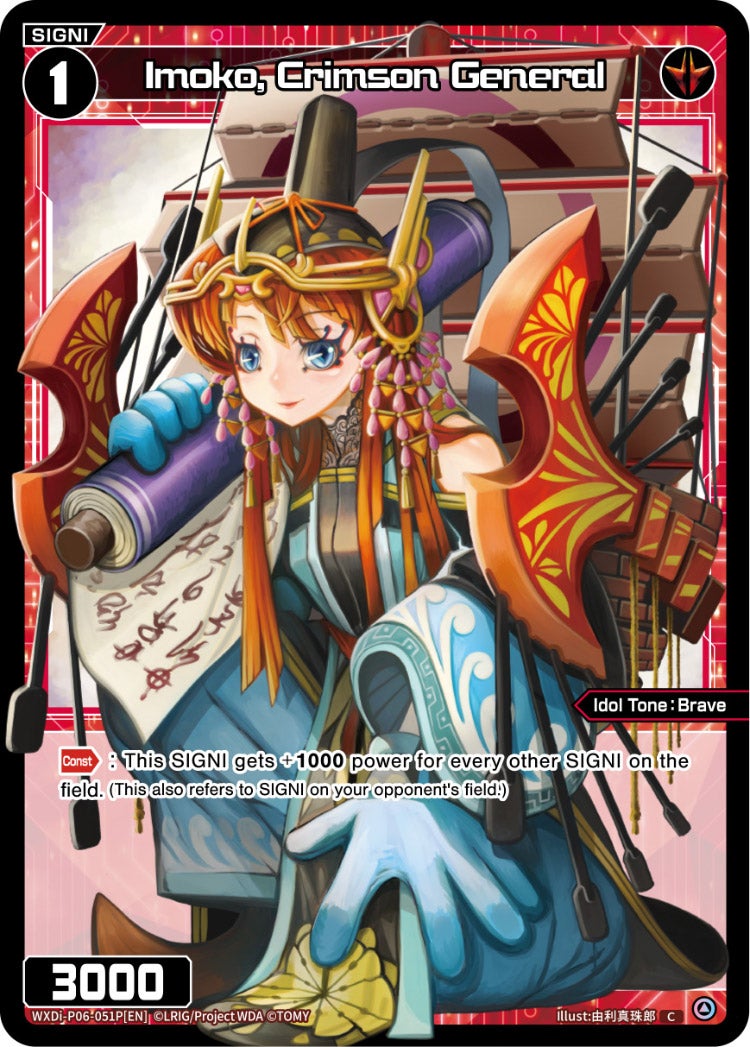 SIGNI
1
Imoko, Crimson General
Idol Tone：Brave
Const : This SIGNI gets +1000 power for every other SIGNI on the
field. (This also refers to SIGNI on your opponent's field.)
3000
WXDi-P06-051P[EN] ©LRIG/Project WDA ©TOMY
illust:由利真珠郎 C